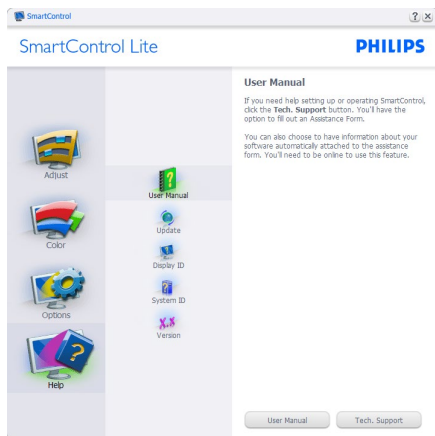 SmartControl
? X
SmartControl Lite
PHILIPS
Adjust
Color
Options
Help
User Manual
Update
Display ID
System ID
X.X
Version
User Manual
If you need help setting up or operating SmartControl,
click the Tech. Support button. You'll have the
option to fill out an Assistance Form.
You can also choose to have information about your
software automatically attached to the assistance
form. You'll need to be online to use this feature.
User Manual
Tech. Support